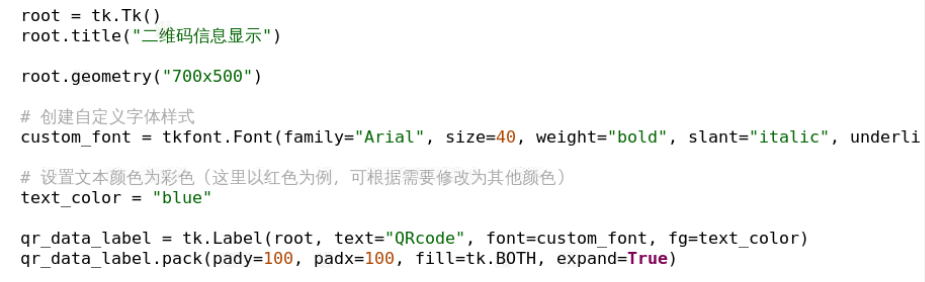 root = tk.Tk()
root.title("二维码信息显示")
root.geometry("700x500")
# 创建自定义字体样式
custom_font = tkfont.Font(family="Arial", size=40, weight="bold", slant="italic", underli
# 设置文本颜色为彩色（这里以红色为例，可根据需要修改为其他颜色）
text_color = "blue"
qr_data_label = tk.Label(root, text="QRcode", font=custom_font, fg=text_color)
qr_data_label.pack(pady=100, padx=100, fill=tk.BOTH, expand=True)